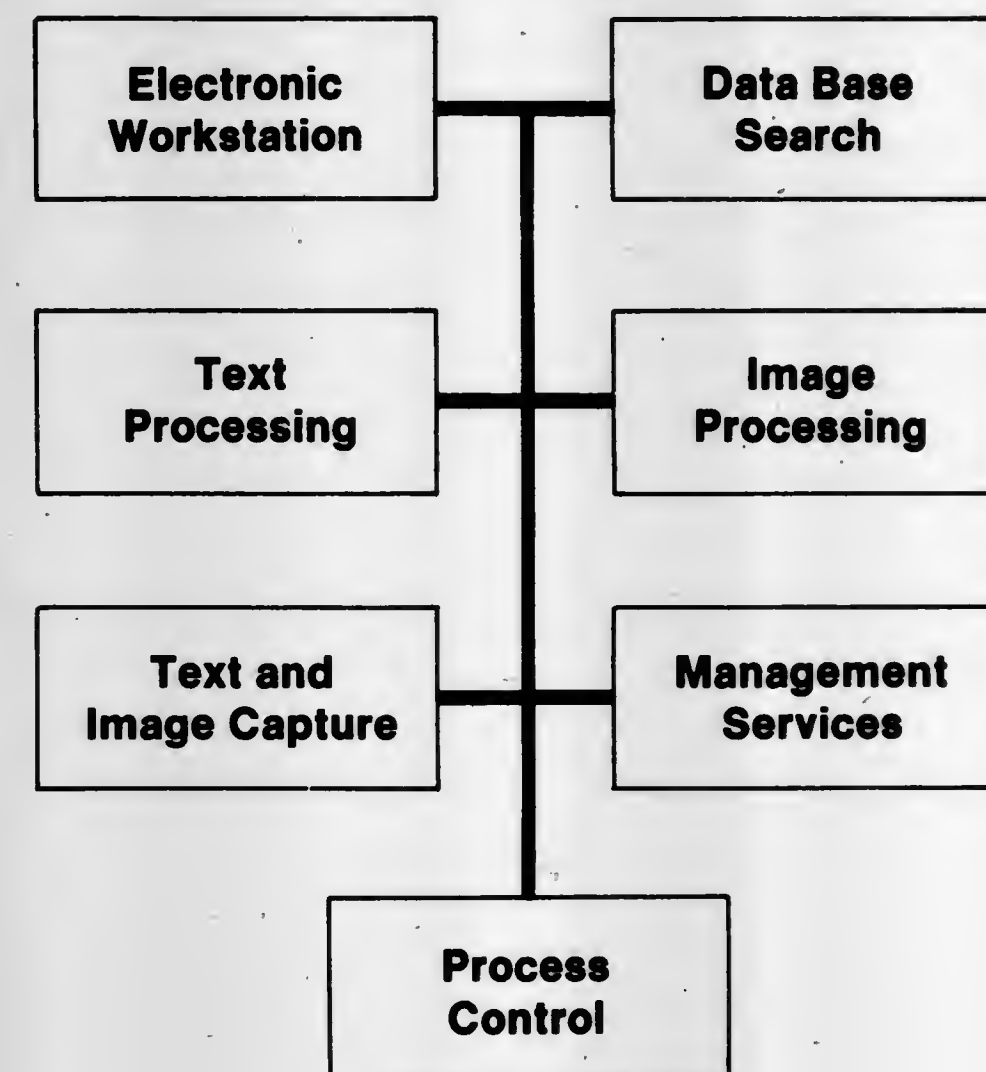 Electronic
Workstation
Data Base
Search
Text
Processing
Image
Processing
Text and
Image Capture
Management
Services
Process
Control